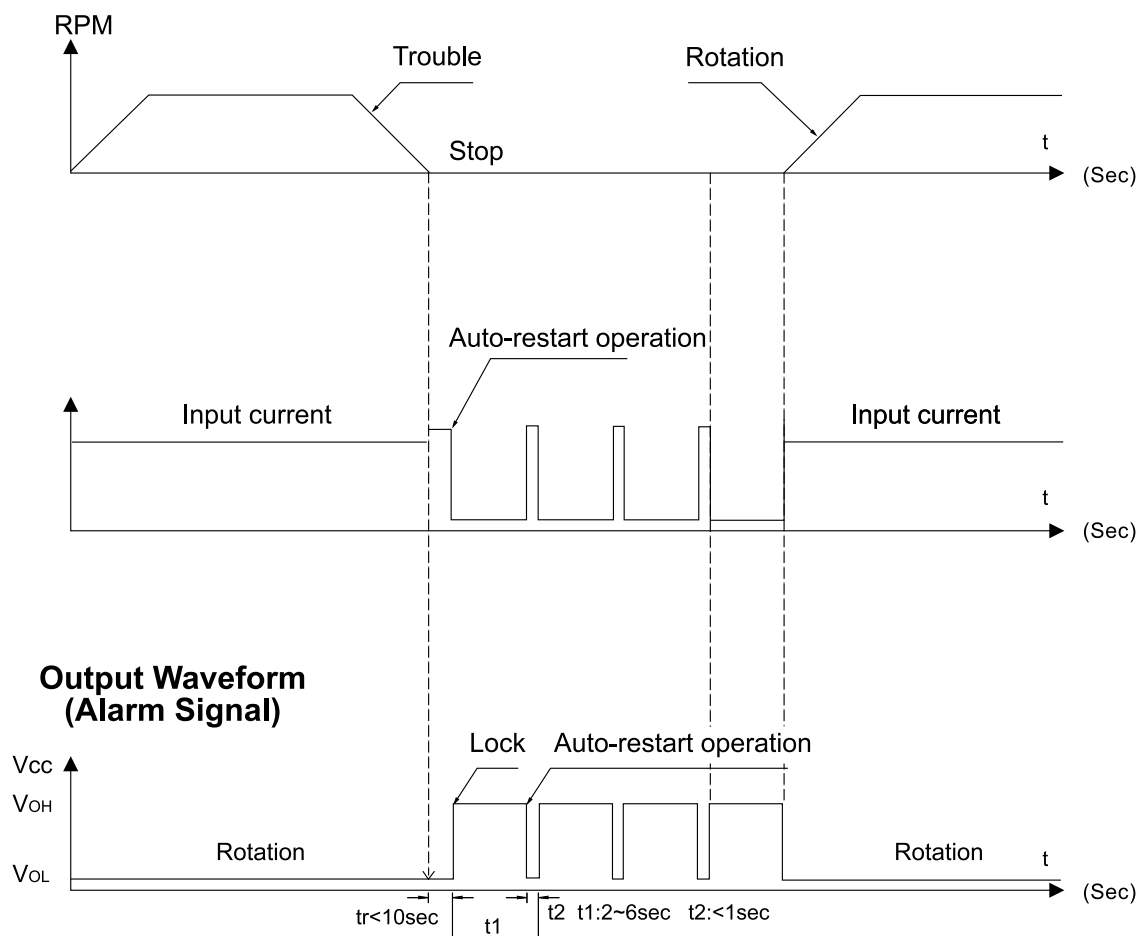 RPM
Trouble
Rotation
Stop
t
(Sec)
Auto-restart operation
Input current
Input current
t
(Sec)
Output Waveform
(Alarm Signal)
Lock
Auto-restart operation
Vcc
VOH
Rotation
Rotation
t
VOL
(Sec)
tr<10sec
t1
t2
t1:2~6sec
t2:<1sec